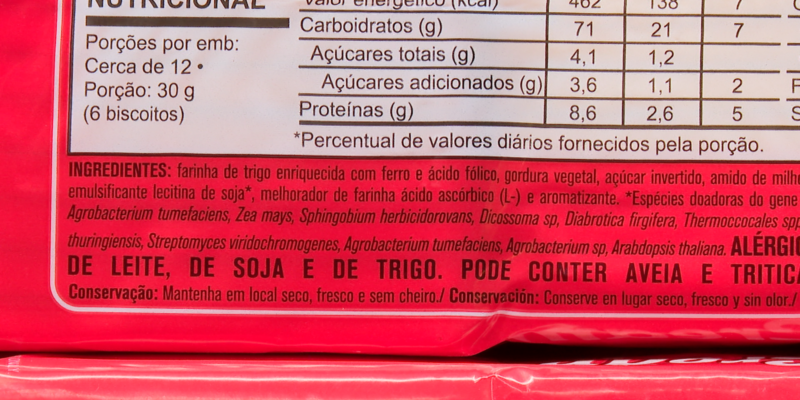 NUTRICIONAL
Valor energético (kcal) 462 138 7
Porções por emb:
Cerca de 12 •
Porção: 30 g
(6 biscoitos)
Carboidratos (g) 71 21 7
Açúcares totais (g) 4,1 1,2
Açúcares adicionados (g) 3,6 1,1 2
Proteínas (g) 8,6 2,6 5
*Percentual de valores diários fornecidos pela porção.
INGREDIENTES: farinha de trigo enriquecida com ferro e ácido fólico, gordura vegetal, açúcar invertido, amido de milh
emulsificante lecitina de soja*, melhorador de farinha ácido ascórbico (L-) e aromatizante. *Espécies doadoras do gene
Agrobacterium tumefaciens, Zea mays, Sphingobium herbicidorovans, Dicossoma sp, Diabrotica firgifera, Thermoccocales spp
thuringiensis, Streptomyces viridochromogenes, Agrobacterium tumefaciens, Agrobacterium sp, Arabdopsis thaliana. ALÉRGI
DE LEITE, DE SOJA E DE TRIGO. PODE CONTER AVEIA E TRITICA
Conservação: Mantenha em local seco, fresco e sem cheiro./ Conservación: Conserve en lugar seco, fresco y sin olor./